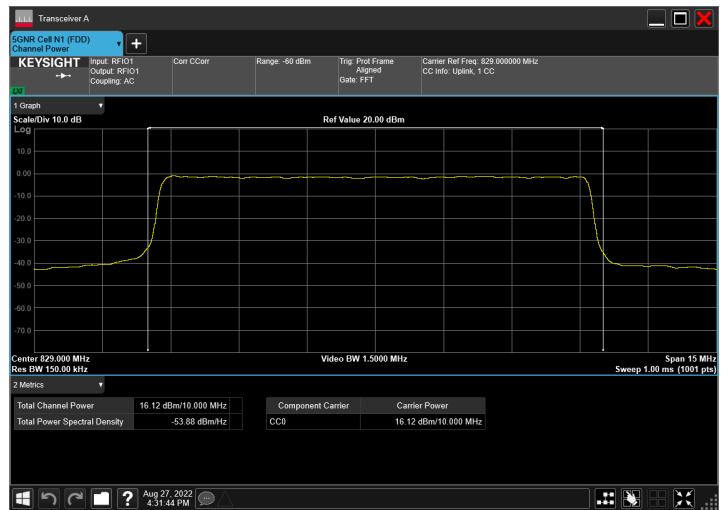 Transceiver A
5GNR Cell N1 (FDD)
Channel Power
KEYSIGHT
LXI
Input: RFIO1
Output: RFIO1
Coupling: AC
Corr CCorr
Range: -60 dBm
Trig: Prot Frame
Aligned
Gate: FFT
Carrier Ref Freq: 829.000000 MHz
CC Info: Uplink, 1 CC
1 Graph
Scale/Div 10.0 dB
Ref Value 20.00 dBm
Log
10.0
0.00
-10.0
-20.0
-30.0
-40.0
-50.0
-60.0
-70.0
Center 829.000 MHz
Video BW 1.5000 MHz
Span 15 MHz
Res BW 150.00 kHz
Sweep 1.00 ms (1001 pts)
2 Metrics
Total Channel Power 16.12 dBm/10.000 MHz
Total Power Spectral Density -53.88 dBm/Hz
Component Carrier Carrier Power
CC0 16.12 dBm/10.000 MHz
?
Aug 27, 2022
4:31:44 PM